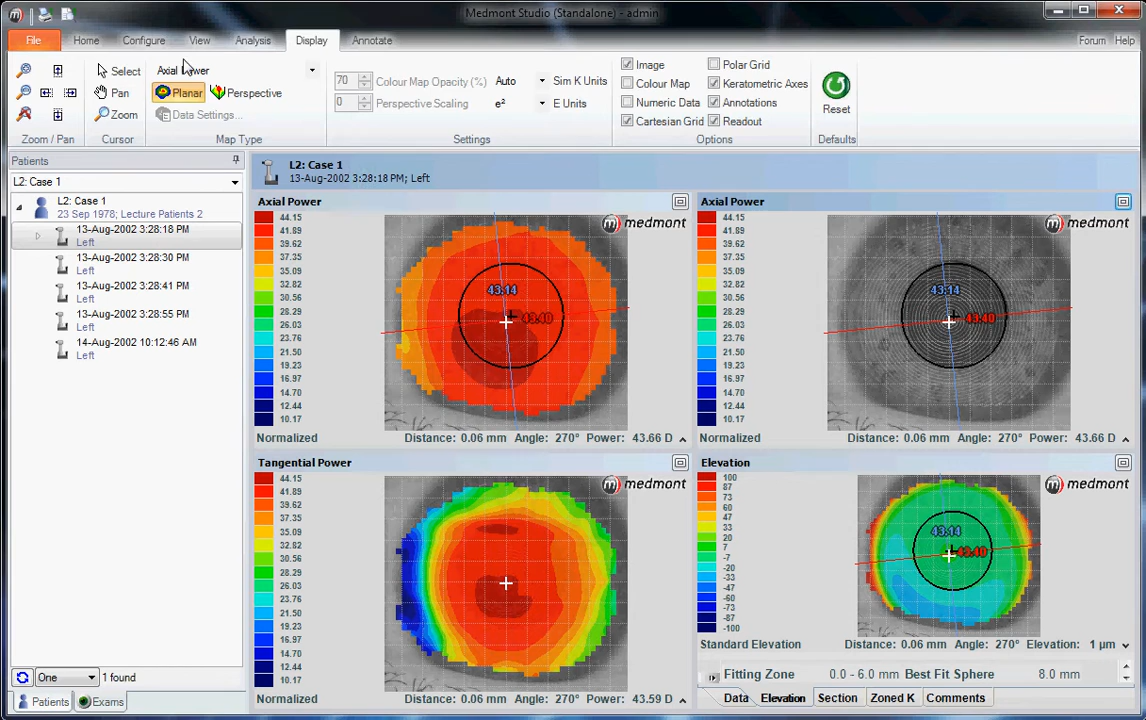 Medmont Studio (Standalone) - admin
File Home Configure View Analysis Display Annotate Forum Help
Select
Pan
Zoom
Zoom / Pan
Cursor
Axial Power
Planar
Perspective
Data Settings...
Map Type
70 Colour Map Opacity (%) Auto Sim K Units
0 Perspective Scaling e² E Units
Settings
Image
Colour Map
Numeric Data
Cartesian Grid
Polar Grid
Keratometric Axes
Annotations
Readout
Options
Reset
Defaults
Patients
L2: Case 1
L2: Case 1
23 Sep 1978; Lecture Patients 2
13-Aug-2002 3:28:18 PM
Left
13-Aug-2002 3:28:30 PM
Left
13-Aug-2002 3:28:41 PM
Left
13-Aug-2002 3:28:55 PM
Left
14-Aug-2002 10:12:46 AM
Left
One 1 found
Patients Exams
L2: Case 1
13-Aug-2002 3:28:18 PM; Left
Axial Power
44.15
41.89
39.62
37.35
35.09
32.82
30.56
28.29
26.03
23.76
21.50
19.23
16.97
14.70
12.44
10.17
medmont
43.14
43.40
Normalized Distance: 0.06 mm Angle: 270° Power: 43.66 D
Axial Power
44.15
41.89
39.62
37.35
35.09
32.82
30.56
28.29
26.03
23.76
21.50
19.23
16.97
14.70
12.44
10.17
medmont
43.14
43.40
Normalized Distance: 0.06 mm Angle: 270° Power: 43.66 D
Tangential Power
44.15
41.89
39.62
37.35
35.09
32.82
30.56
28.29
26.03
23.76
21.50
19.23
16.97
14.70
12.44
10.17
medmont
Normalized Distance: 0.06 mm Angle: 270° Power: 43.59 D
Elevation
100
87
73
60
47
33
20
7
-7
-20
-33
-47
-60
-73
-87
-100
medmont
43.14
43.40
Standard Elevation Distance: 0.06 mm Angle: 270° Elevation: 1 µm
Fitting Zone 0.0 - 6.0 mm Best Fit Sphere 8.0 mm
Data Elevation Section Zoned K Comments